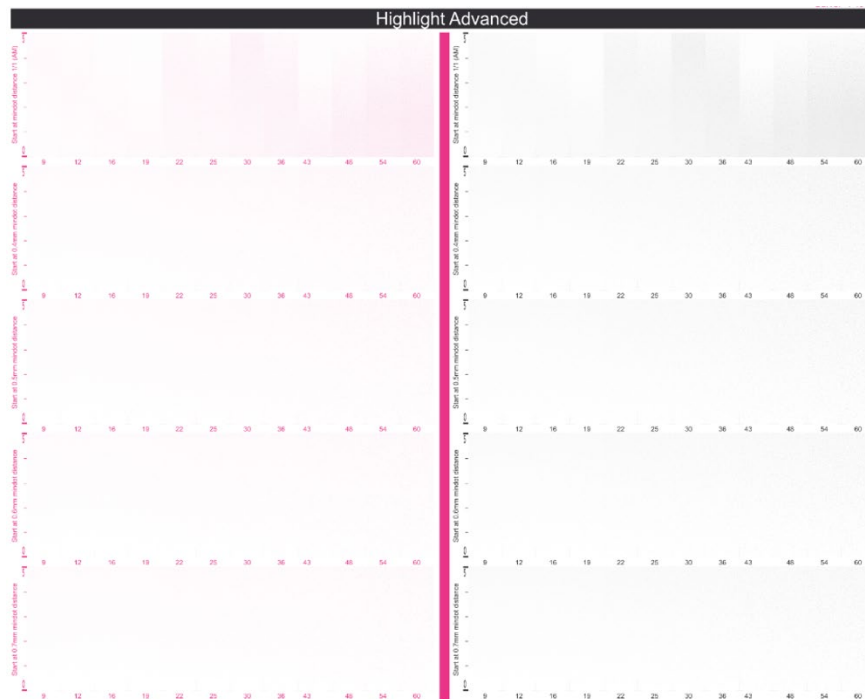 Highlight Advanced
Start at mindot distance 1/1 (AM)
9 12 16 19 22 25 30 36 43 48 54 60
Start at mindot distance 1/1 (AM)
9 12 16 19 22 25 30 36 43 48 54 60
Start at 0.4mm mindot distance
9 12 16 19 22 25 30 36 43 48 54 60
Start at 0.4mm mindot distance
9 12 16 19 22 25 30 36 43 48 54 60
Start at 0.5mm mindot distance
9 12 16 19 22 25 30 36 43 48 54 60
Start at 0.5mm mindot distance
9 12 16 19 22 25 30 36 43 48 54 60
Start at 0.6mm mindot distance
9 12 16 19 22 25 30 36 43 48 54 60
Start at 0.6mm mindot distance
9 12 16 19 22 25 30 36 43 48 54 60
Start at 0.7mm mindot distance
9 12 16 19 22 25 30 36 43 48 54 60
Start at 0.7mm mindot distance
9 12 16 19 22 25 30 36 43 48 54 60